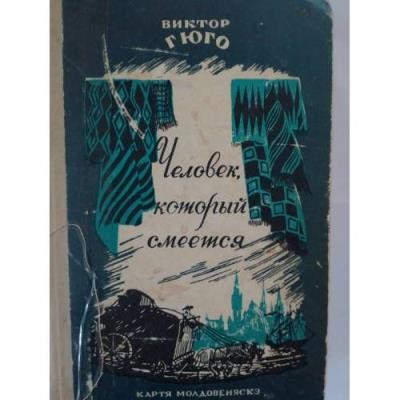 ВИКТОР
ГЮГО
Человек,
который
смеется
КАРТЯ МОЛДОВЕНЯСКЭ